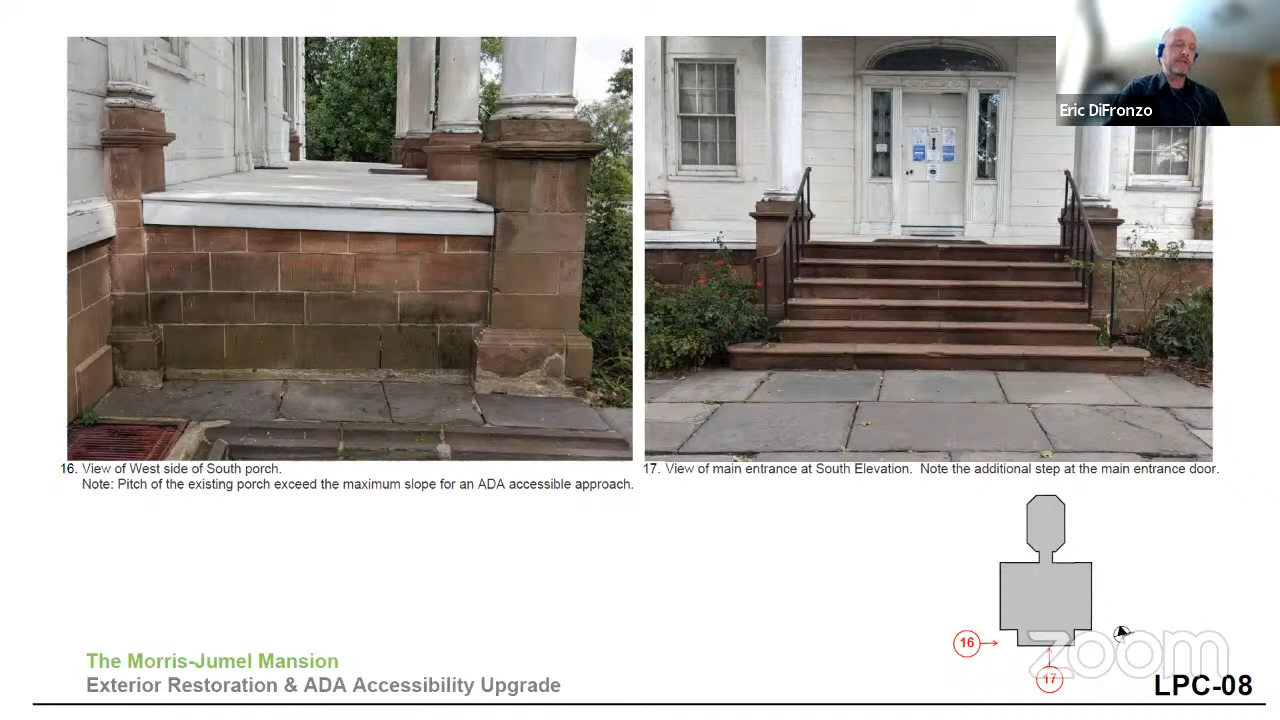 Eric DiFronzo
16. View of West side of South porch.
Note: Pitch of the existing porch exceed the maximum slope for an ADA accessible approach.
17. View of main entrance at South Elevation. Note the additional step at the main entrance door.
16
17
zoom
The Morris-Jumel Mansion
Exterior Restoration & ADA Accessibility Upgrade
LPC-08